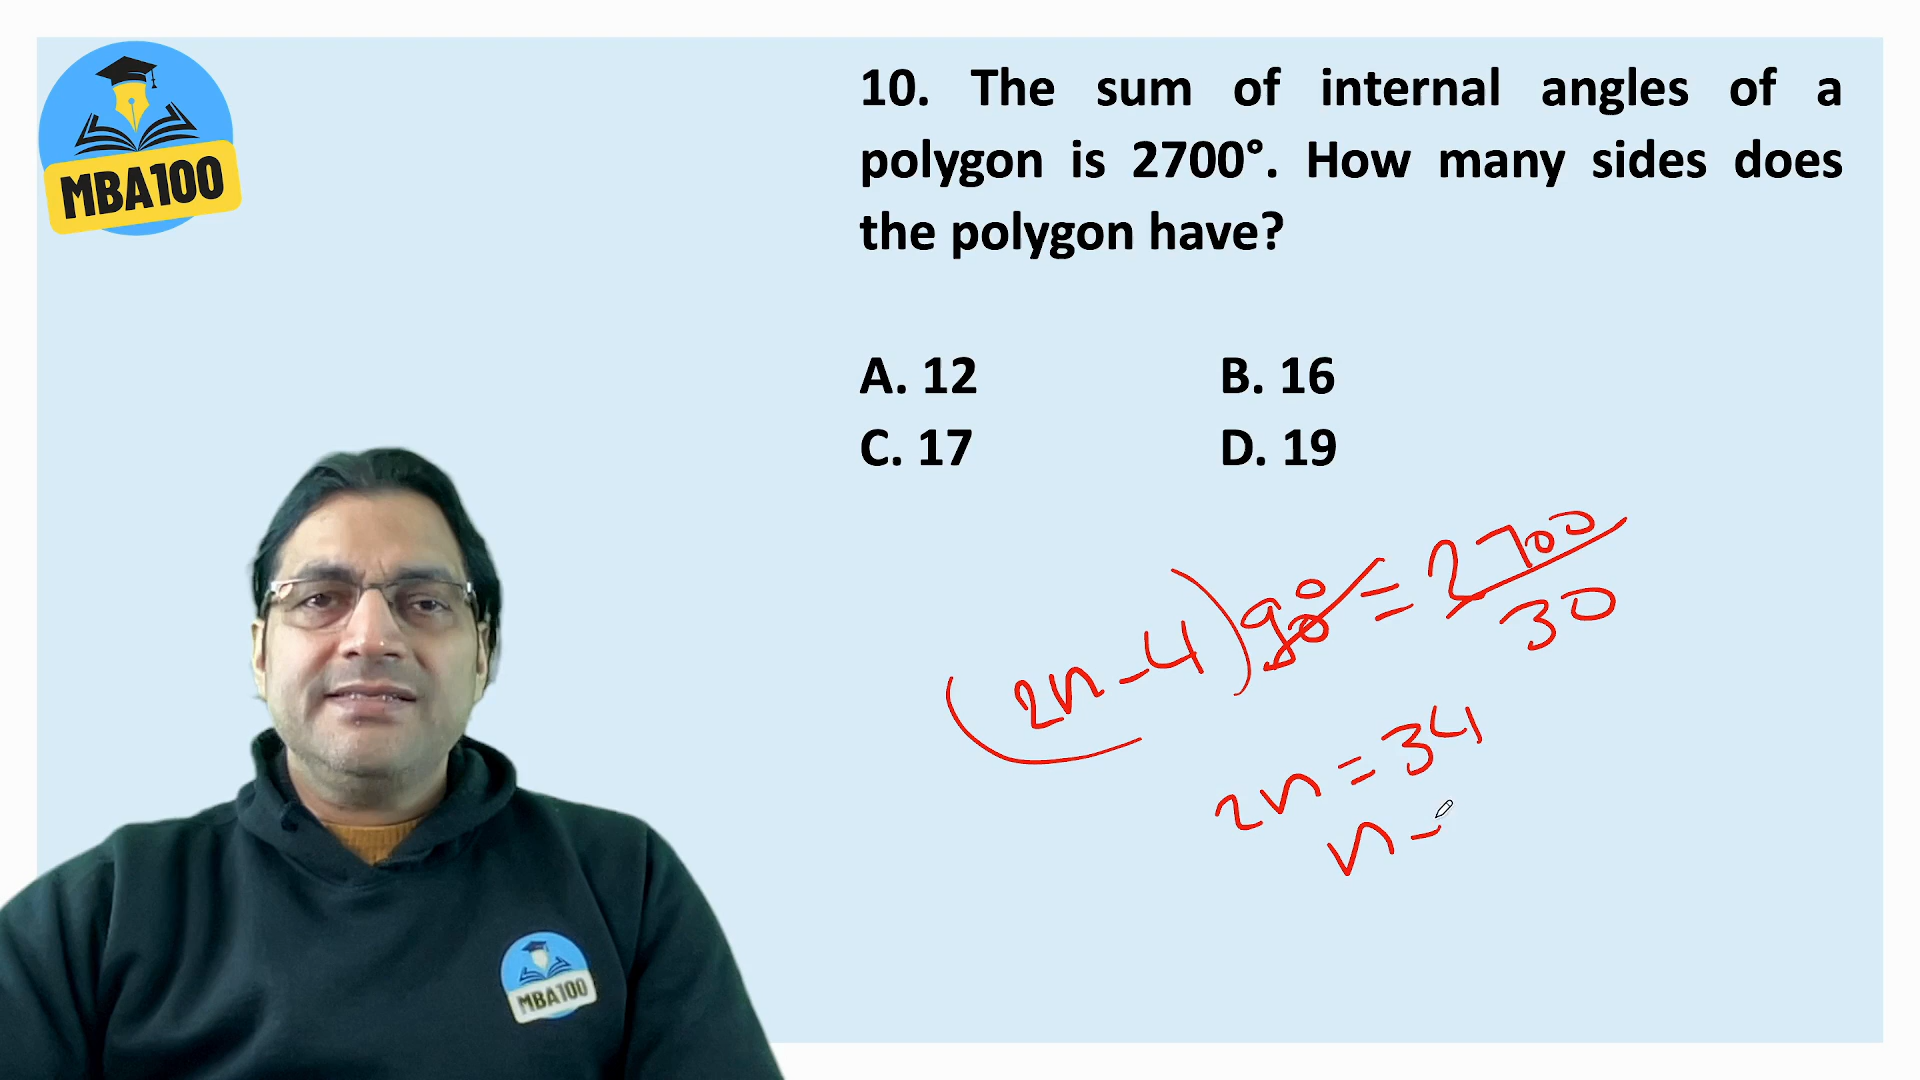 MBA100
10. The sum of internal angles of a
polygon is 2700°. How many sides does
the polygon have?
A. 12 B. 16
C. 17 D. 19
(2n-4) 90° = 2700
30
2n = 34
n -
MBA100